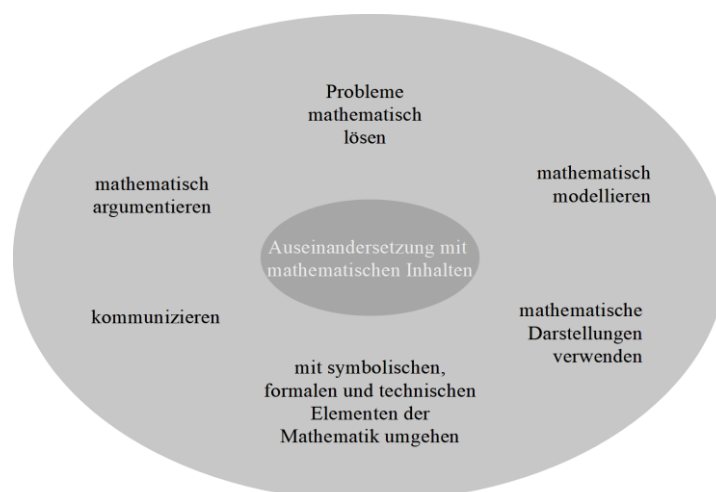 Probleme
mathematisch
lösen
mathematisch
argumentieren
mathematisch
modellieren
Auseinandersetzung mit
mathematischen Inhalten
kommunizieren
mathematische
Darstellungen
verwenden
mit symbolischen,
formalen und technischen
Elementen der
Mathematik umgehen